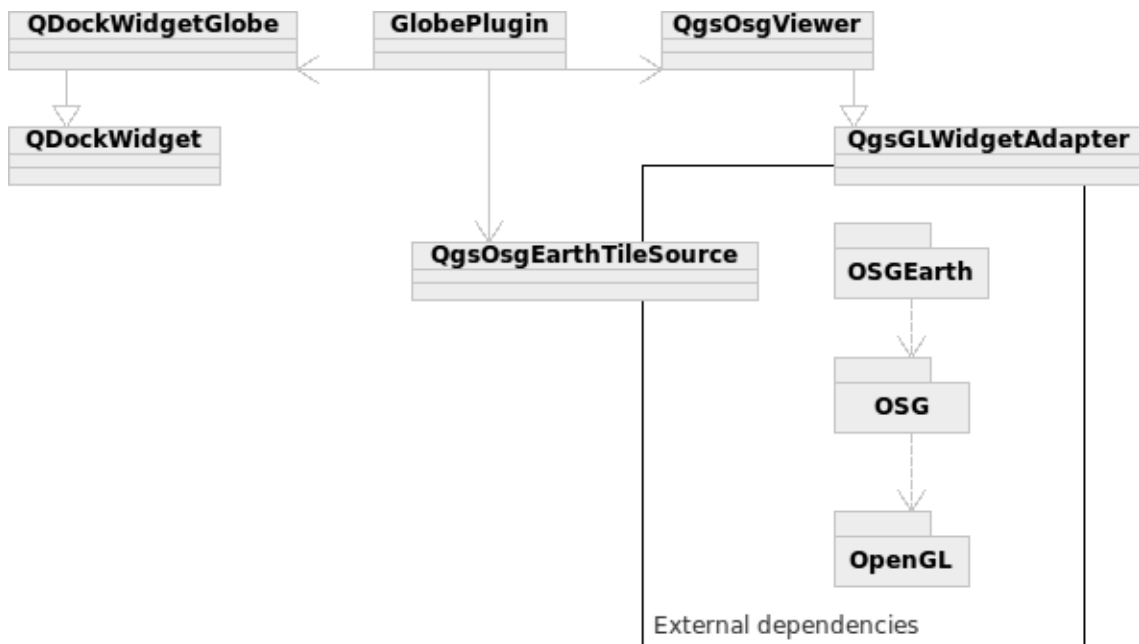 QDockWidgetGlobe
GlobePlugin
QgsOsgViewer
QDockWidget
QgsGLWidgetAdapter
QgsOsgEarthTileSource
OSGEarth
OSG
OpenGL
External dependencies